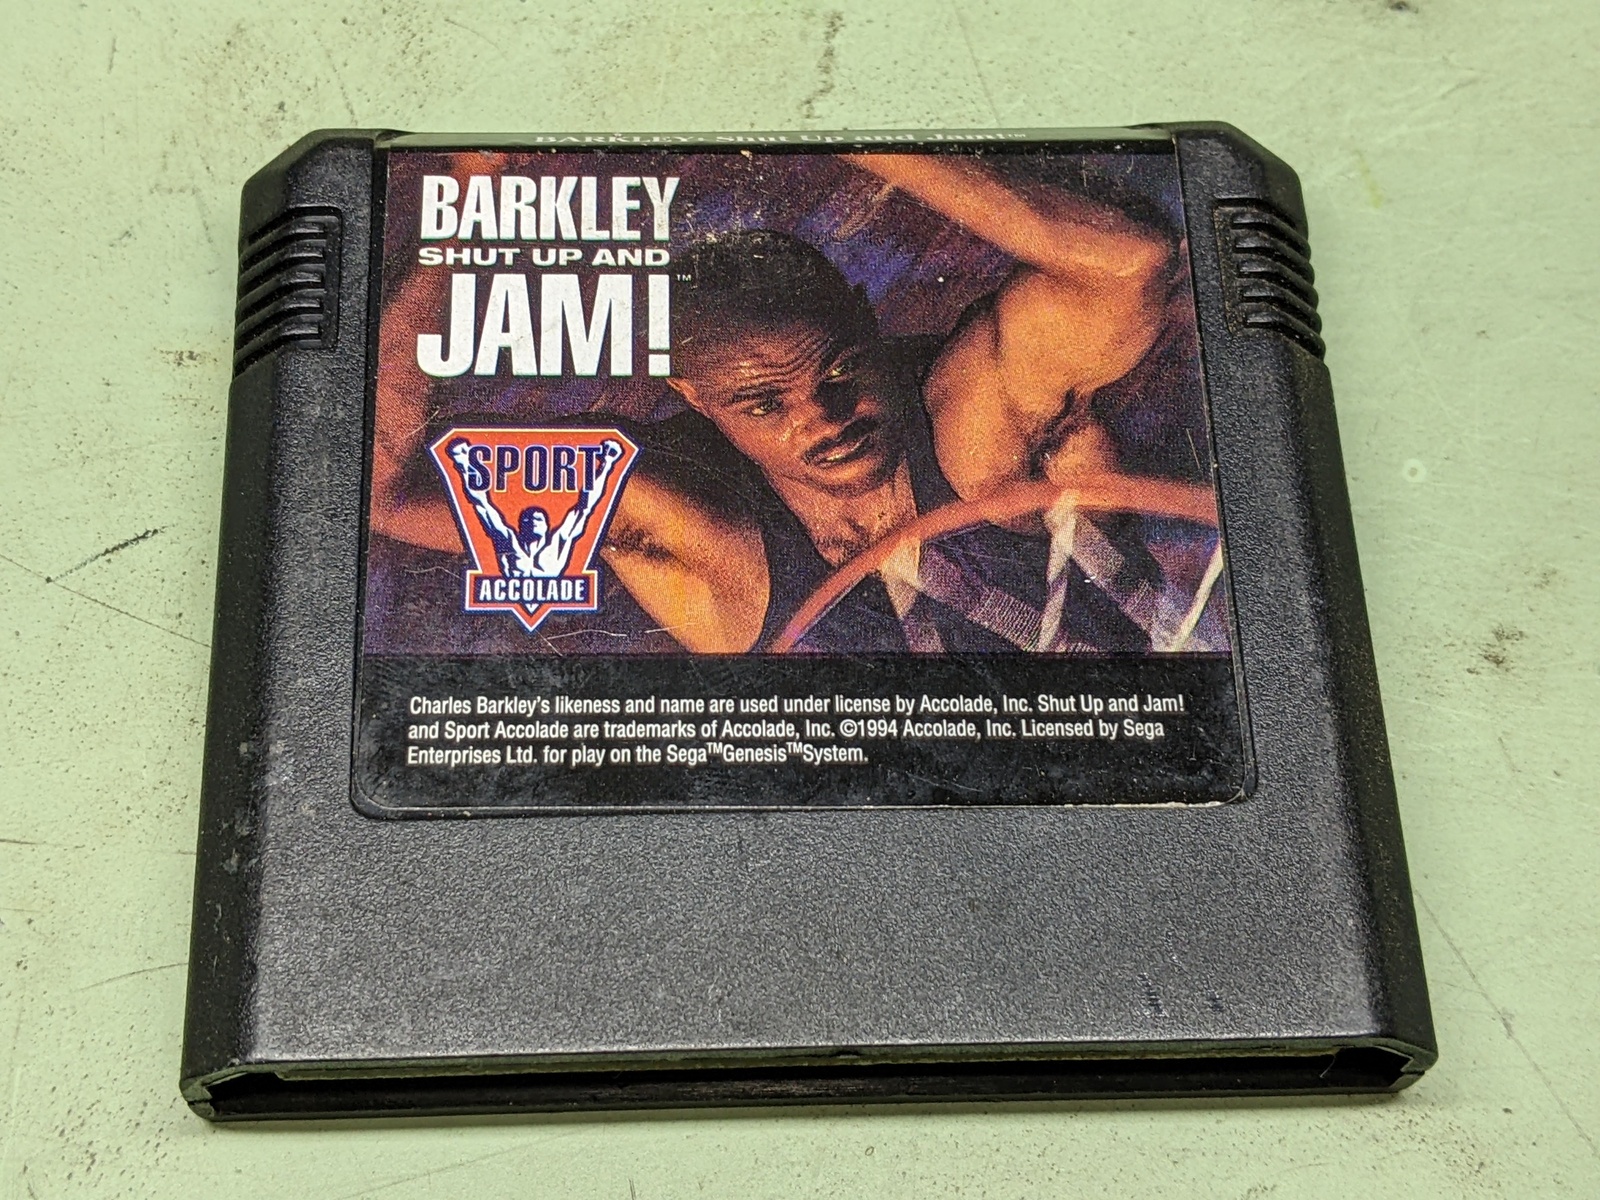 BARKLEY: Shut Up and Jam!™
BARKLEY
SHUT UP AND
JAM!™
SPORT
ACCOLADE
Charles Barkley's likeness and name are used under license by Accolade, Inc. Shut Up and Jam!
and Sport Accolade are trademarks of Accolade, Inc. ©1994 Accolade, Inc. Licensed by Sega
Enterprises Ltd. for play on the Sega™Genesis™System.